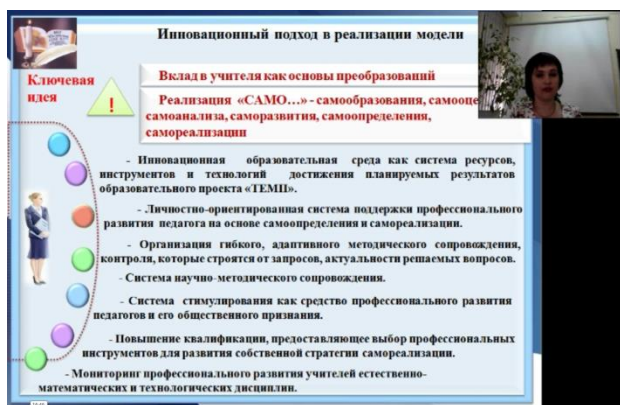 Инновационный подход в реализации модели
Ключевая
идея
!
Вклад в учителя как основы преобразований
Реализация «САМО...» - самообразования, самооце
самоанализа, саморазвития, самоопределения,
самореализации
- Инновационная образовательная среда как система ресурсов,
инструментов и технологий достижения планируемых результатов
образовательного проекта «ТЕМП».
- Личностно-ориентированная система поддержки профессионального
развития педагога на основе самоопределения и самореализации.
- Организация гибкого, адаптивного методического сопровождения,
контроля, которые строятся от запросов, актуальности решаемых вопросов.
- Система научно-методического сопровождения.
- Система стимулирования как средство профессионального развития
педагогов и его общественного признания.
- Повышение квалификации, предоставляющее выбор профессиональных
инструментов для развития собственной стратегии самореализации.
- Мониторинг профессионального развития учителей естественно-
математических и технологических дисциплин.